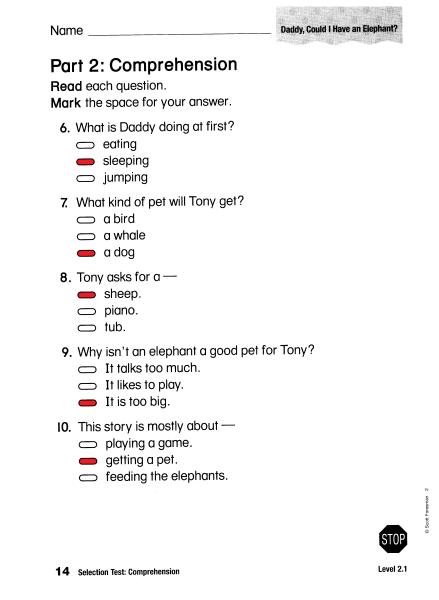 Name
Daddy, Could I Have an Elephant?
Part 2: Comprehension
Read each question.
Mark the space for your answer.
6. What is Daddy doing at first?
eating
sleeping
jumping
7. What kind of pet will Tony get?
a bird
a whale
a dog
8. Tony asks for a —
sheep.
piano.
tub.
9. Why isn't an elephant a good pet for Tony?
It talks too much.
It likes to play.
It is too big.
10. This story is mostly about —
playing a game.
getting a pet.
feeding the elephants.
© Scott Foresman 2
STOP
14 Selection Test: Comprehension
Level 2.1